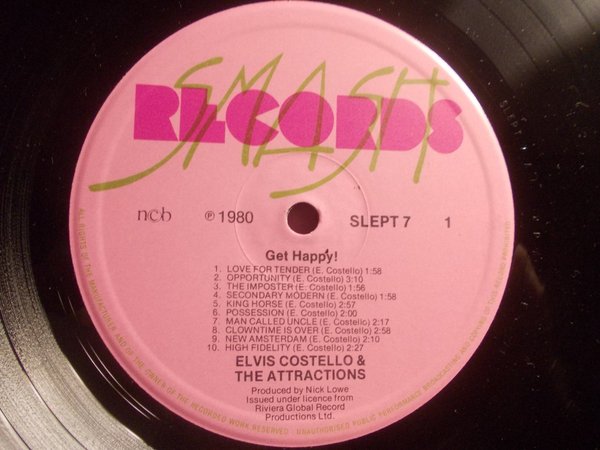 SMASH
RECORDS
ncb ℗ 1980 SLEPT 7 1
Get Happy!
1. LOVE FOR TENDER (E. Costello) 1:58
2. OPPORTUNITY (E. Costello) 3:10
3. THE IMPOSTER (E. Costello) 1:56
4. SECONDARY MODERN (E. Costello) 1:58
5. KING HORSE (E. Costello) 2:57
6. POSSESSION (E. Costello) 2:00
7. MAN CALLED UNCLE (E. Costello) 2:17
8. CLOWNTIME IS OVER (E. Costello) 2:58
9. NEW AMSTERDAM (E. Costello) 2:10
10. HIGH FIDELITY (E. Costello) 2:27
ELVIS COSTELLO &
THE ATTRACTIONS
Produced by Nick Lowe
Issued under licence from
Riviera Global Record
Productions Ltd.
ALL RIGHTS OF THE MANUFACTURER AND OF THE OWNER OF THE RECORDED WORK RESERVED - UNAUTHORISED PUBLIC PERFORMANCE BROADCASTING AND COPYING OF
SLEPT 7